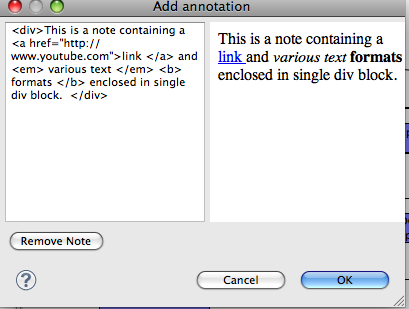 Add annotation
<div>This is a note containing a
<a href="http://
www.youtube.com">link </a> and
<em> various text </em> <b>
formats </b> enclosed in single
div block.  </div>
This is a note containing a
link and various text formats
enclosed in single div block.
Remove Note
?
Cancel
OK